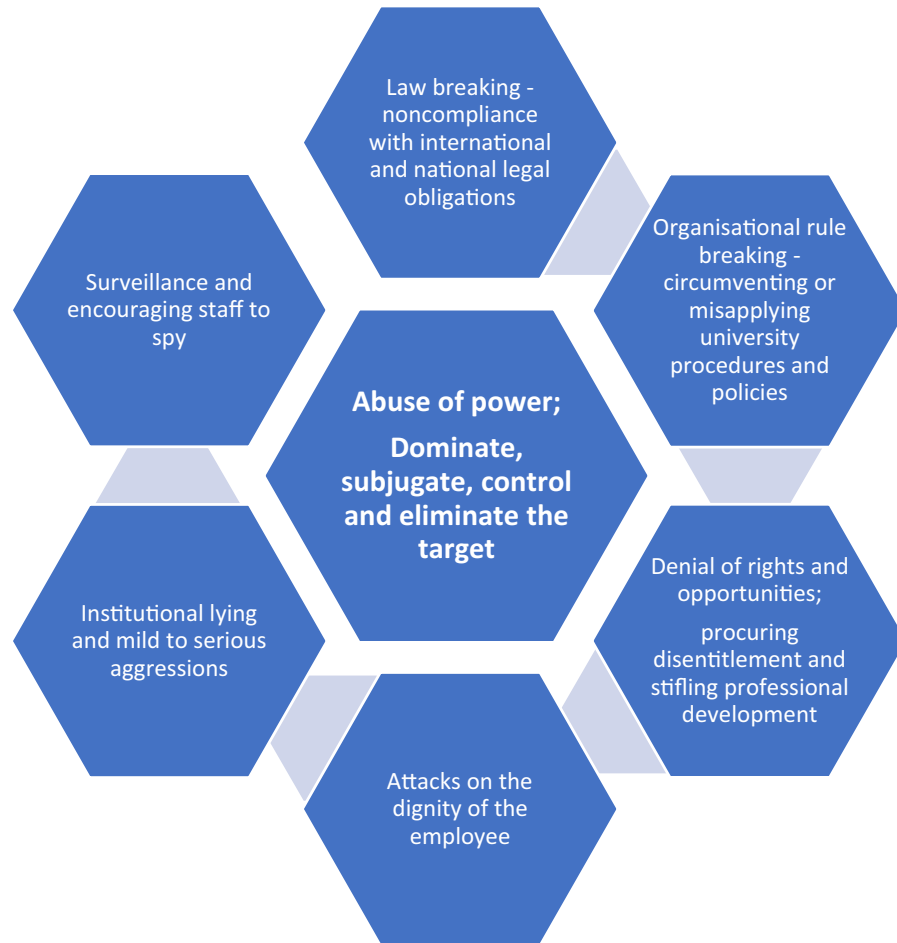 Law breaking -
noncompliance
with international
and national legal
obligations
Organisational rule
breaking -
circumventing or
misapplying
university
procedures and
policies
Denial of rights and
opportunities;
procuring
disentitlement and
stifling professional
development
Attacks on the
dignity of the
employee
Institutional lying
and mild to serious
aggressions
Surveillance and
encouraging staff to
spy
Abuse of power;
Dominate,
subjugate, control
and eliminate the
target